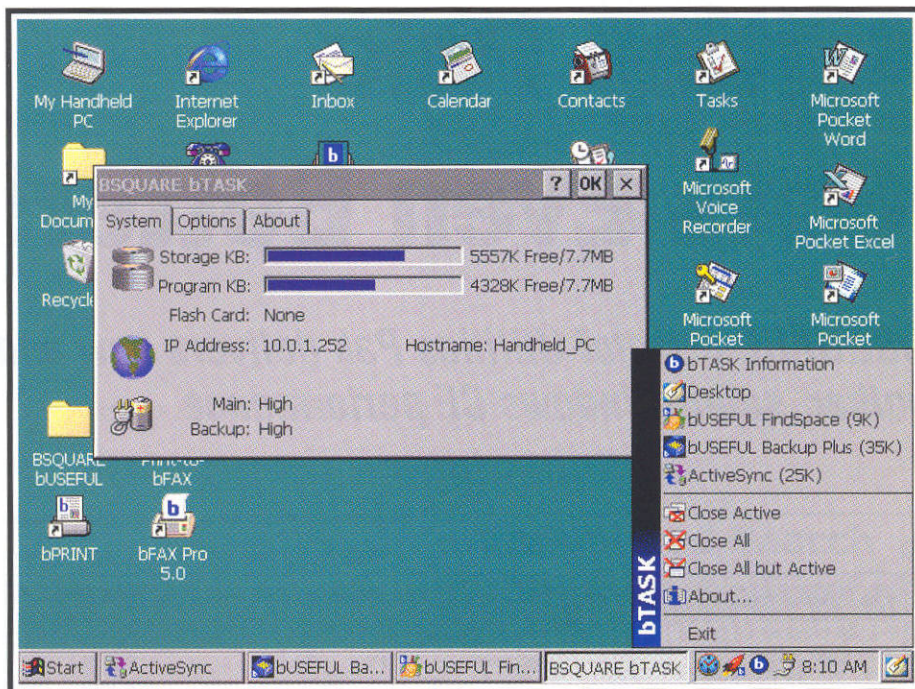 My Handheld
PC
Internet
Explorer
Inbox
Calendar
Contacts
Tasks
Microsoft
Pocket
Word
My
Docum
b
Microsoft
Voice
Recorder
Microsoft
Pocket Excel
Recycle
Microsoft
Pocket
Microsoft
Pocket
BSQUARE bTASK
? OK ×
System
Options
About
Storage KB:
5557K Free/7.7MB
Program KB:
4328K Free/7.7MB
Flash Card: None
IP Address: 10.0.1.252
Hostname: Handheld_PC
Main: High
Backup: High
BSQUARE
bUSEFUL
Print-to-
bFAX
bPRINT
bFAX Pro
5.0
bTASK
bTASK Information
Desktop
bUSEFUL FindSpace (9K)
bUSEFUL Backup Plus (35K)
ActiveSync (25K)
Close Active
Close All
Close All but Active
About...
Exit
Start
ActiveSync
bUSEFUL Ba...
bUSEFUL Fin...
BSQUARE bTASK
8:10 AM